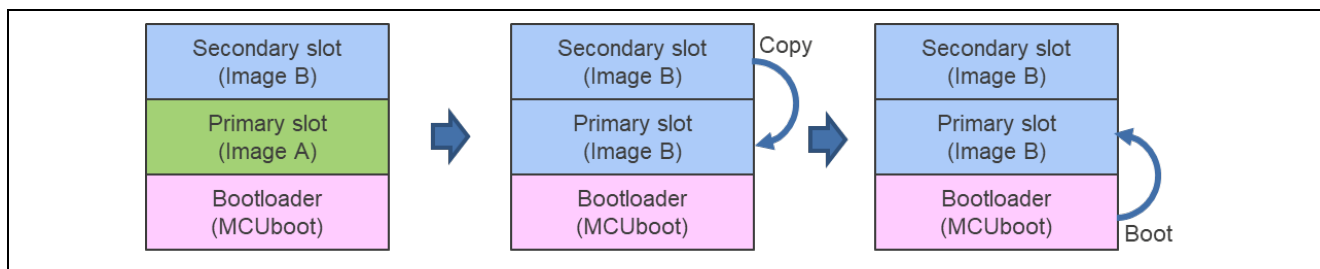 Secondary slot
(Image B)
Primary slot
(Image A)
Bootloader
(MCUboot)
Secondary slot
(Image B)
Copy
Primary slot
(Image B)
Bootloader
(MCUboot)
Secondary slot
(Image B)
Primary slot
(Image B)
Bootloader
(MCUboot)
Boot